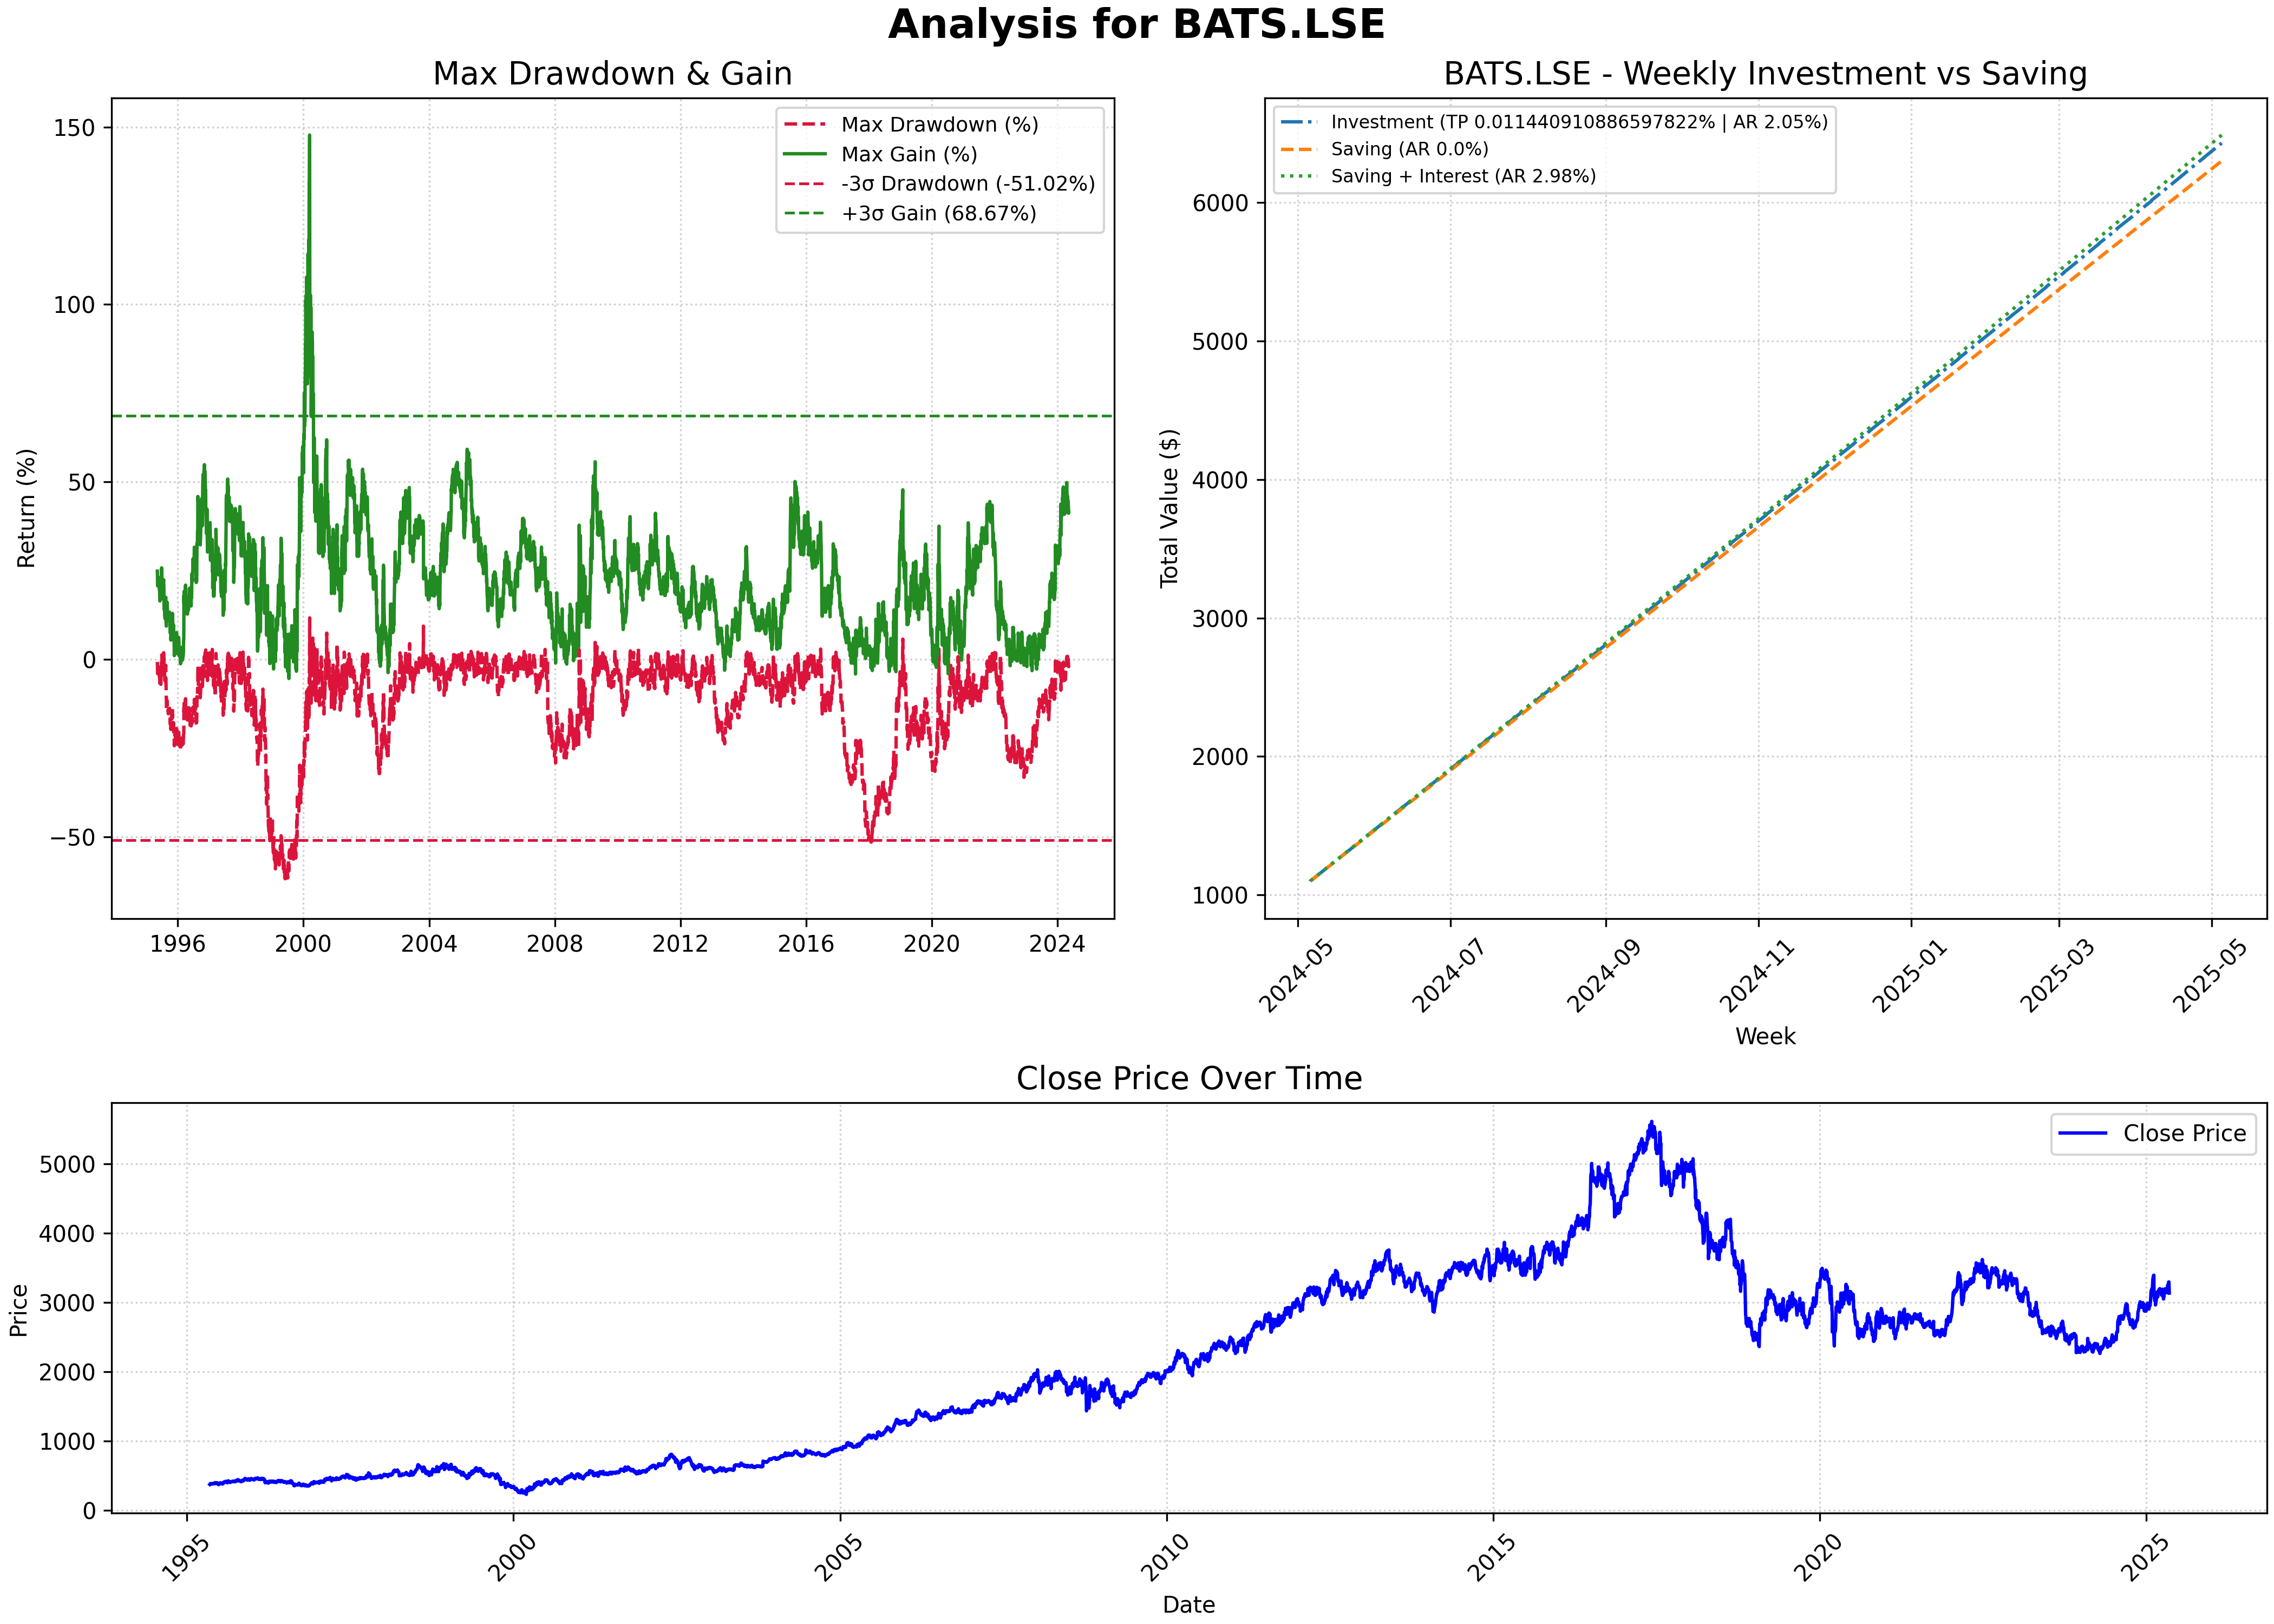 Analysis for BATS.LSE
Max Drawdown & Gain
Return (%)
150
100
50
0
−50
1996 2000 2004 2008 2012 2016 2020 2024
Max Drawdown (%)
Max Gain (%)
-3σ Drawdown (-51.02%)
+3σ Gain (68.67%)
BATS.LSE - Weekly Investment vs Saving
Total Value ($)
6000
5000
4000
3000
2000
1000
2024-05 2024-07 2024-09 2024-11 2025-01 2025-03 2025-05
Week
Investment (TP 0.011440910886597822% | AR 2.05%)
Saving (AR 0.0%)
Saving + Interest (AR 2.98%)
Close Price Over Time
Price
5000
4000
3000
2000
1000
0
1995 2000 2005 2010 2015 2020 2025
Date
Close Price